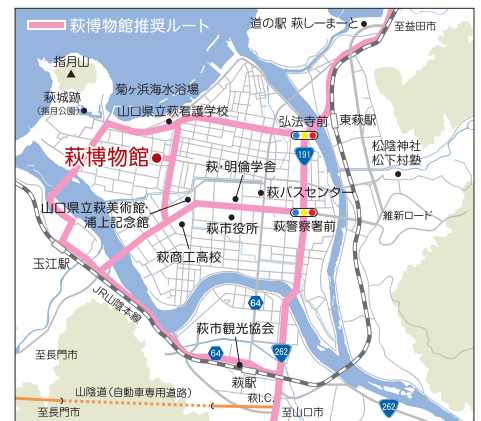 萩博物館推奨ルート
道の駅 萩しーまーと
至益田市
指月山
菊ヶ浜海水浴場
萩城跡
(指月公園)
山口県立萩看護学校
弘法寺前
東萩駅
191
松陰神社
松下村塾
萩博物館
萩・明倫学舎
萩バスセンター
山口県立萩美術館・
浦上記念館
維新ロード
萩市役所
萩警察署前
萩商工高校
玉江駅
JR山陰本線
64
萩市観光協会
64
262
至長門市
萩駅
山陰道(自動車専用道路)
萩I.C.
至長門市
至山口市
262